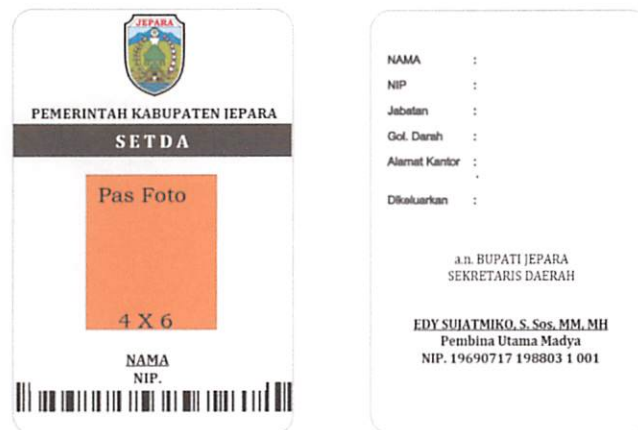 JEPARA
PEMERINTAH KABUPATEN JEPARA
SETDA
Pas Foto
4 X 6
NAMA
NIP.
NAMA :
NIP :
Jabatan :
Gol. Darah :
Alamat Kantor :
Dikeluarkan :
a.n. BUPATI JEPARA
SEKRETARIS DAERAH
EDY SUJATMIKO, S. Sos, MM, MH
Pembina Utama Madya
NIP. 19690717 198803 1 001